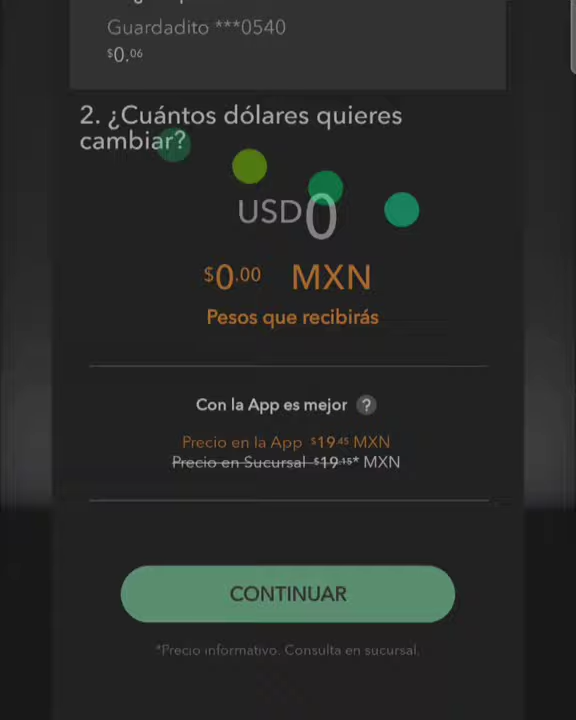 Guardadito ***0540
$0.06
2. ¿Cuántos dólares quieres
cambiar?
USD 0
$0.00 MXN
Pesos que recibirás
Con la App es mejor ?
Precio en la App $19.45 MXN
Precio en Sucursal $19.15* MXN
CONTINUAR
*Precio informativo. Consulta en sucursal.